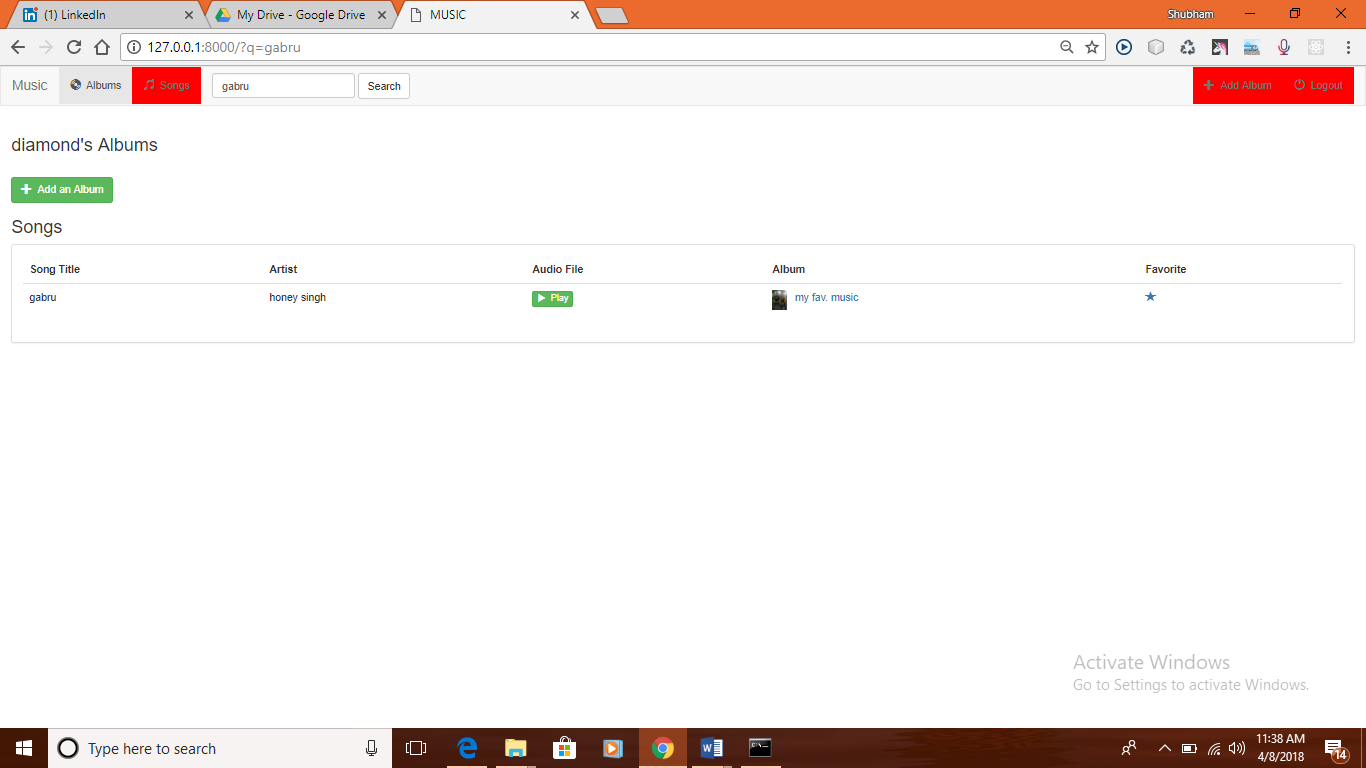 (1) LinkedIn
My Drive - Google Drive
MUSIC
Shubham
127.0.0.1:8000/?q=gabru
Music Albums Songs gabru Search Add Album Logout
diamond's Albums
Add an Album
Songs
Song Title Artist Audio File Album Favorite
gabru honey singh Play my fav. music
Activate Windows
Go to Settings to activate Windows.
Type here to search
11:38 AM
4/8/2018
14